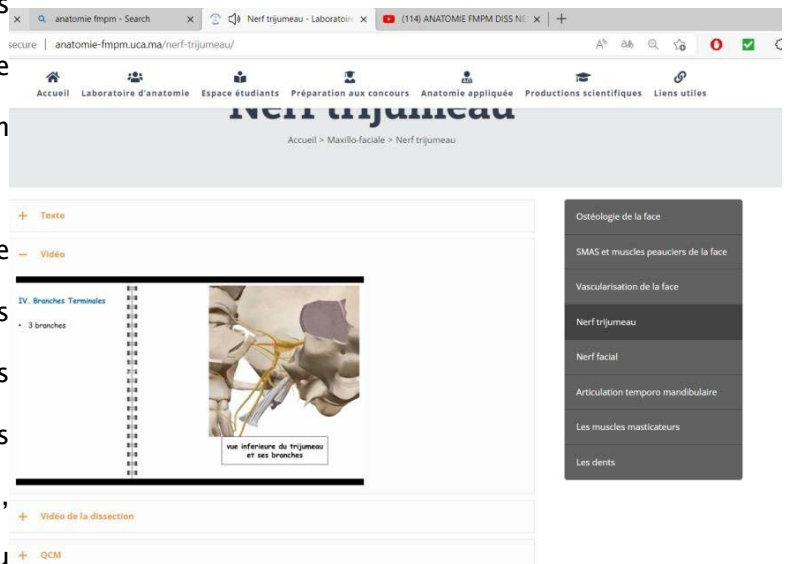 anatomie fmpm - Search
Nerf trijumeau - Laboratoir
(114) ANATOMIE FMPM DISS NE
secure | anatomie-fmpm.uca.ma/nerf-trijumeau/
Accueil Laboratoire d'anatomie Espace étudiants Préparation aux concours Anatomie appliquée Productions scientifiques Liens utiles
Nerf trijumeau
Accueil > Maxillo-faciale > Nerf trijumeau
+ Texte
− Vidéo
IV. Branches Terminales
• 3 branches
vue inferieure du trijumeau
et ses branches
+ Vidéo de la dissection
+ QCM
Ostéologie de la face
SMAS et muscles peauciers de la face
Vascularisation de la face
Nerf trijumeau
Nerf facial
Articulation temporo mandibulaire
Les muscles masticateurs
Les dents